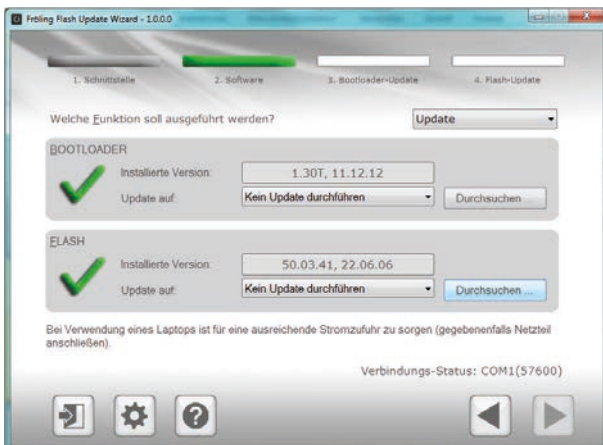 Fröling Flash Update Wizard - 1.0.0.0
1. Schnittstelle
2. Software
3. Bootloader-Update
4. Flash-Update
Welche Funktion soll ausgeführt werden?
Update
BOOTLOADER
Installierte Version:
1.30T, 11.12.12
Update auf:
Kein Update durchführen
Durchsuchen ...
FLASH
Installierte Version:
50.03.41, 22.06.06
Update auf:
Kein Update durchführen
Durchsuchen ...
Bei Verwendung eines Laptops ist für eine ausreichende Stromzufuhr zu sorgen (gegebenenfalls Netzteil
anschließen).
Verbindungs-Status: COM1(57600)
?